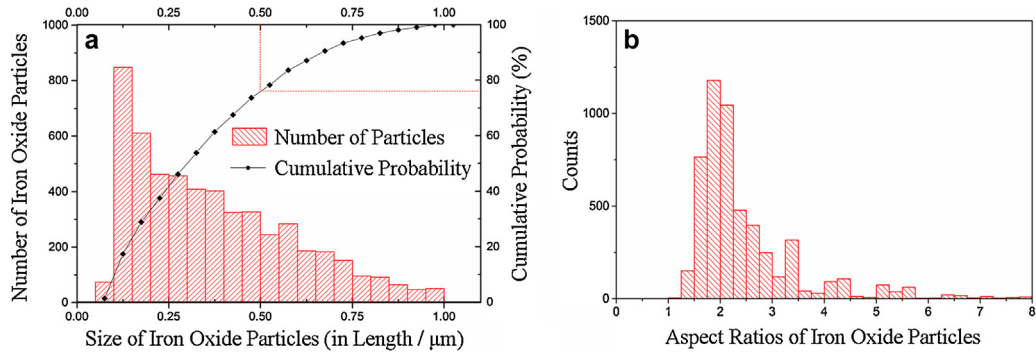 0.00 0.25 0.50 0.75 1.00
a
1000
800
600
400
200
0
100
80
60
40
20
0
Number of Iron Oxide Particles
Cumulative Probability (%)
Number of Particles
Cumulative Probability
0.00 0.25 0.50 0.75 1.00
Size of Iron Oxide Particles (in Length / μm)
b
1500
1000
500
0
Counts
0 1 2 3 4 5 6 7 8
Aspect Ratios of Iron Oxide Particles